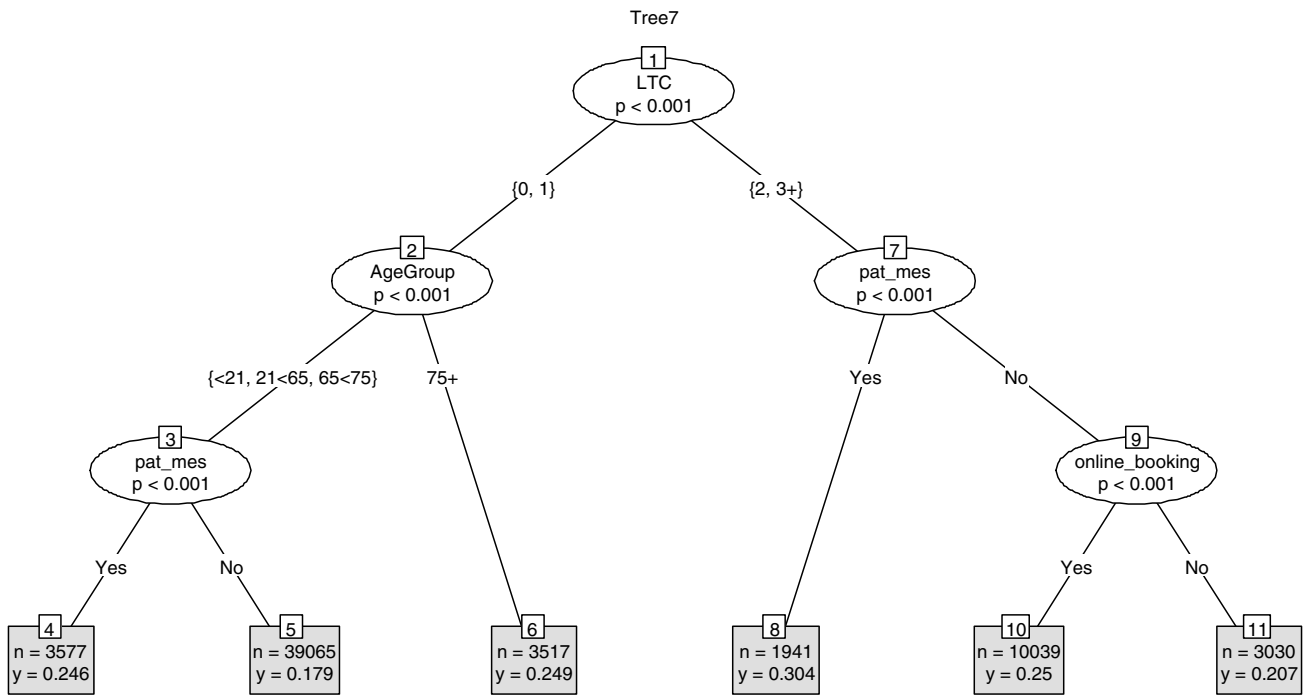 Tree7
1
LTC
p < 0.001
{0, 1}
{2, 3+}
2
AgeGroup
p < 0.001
7
pat_mes
p < 0.001
{<21, 21<65, 65<75}
75+
Yes
No
3
pat_mes
p < 0.001
9
online_booking
p < 0.001
Yes
No
Yes
No
4
n = 3577
y = 0.246
5
n = 39065
y = 0.179
6
n = 3517
y = 0.249
8
n = 1941
y = 0.304
10
n = 10039
y = 0.25
11
n = 3030
y = 0.207